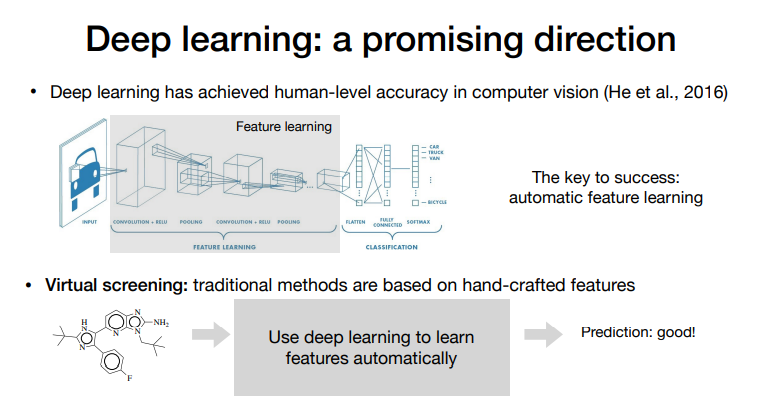 Deep learning: a promising direction
• Deep learning has achieved human-level accuracy in computer vision (He et al., 2016)
Feature learning
CAR
TRUCK
VAN
BICYCLE
INPUT
CONVOLUTION + RELU
POOLING
CONVOLUTION + RELU
POOLING
FLATTEN
FULLY
CONNECTED
SOFTMAX
FEATURE LEARNING
CLASSIFICATION
The key to success:
automatic feature learning
• Virtual screening: traditional methods are based on hand-crafted features
H
N
N
N
N
N
NH₂
F
Use deep learning to learn
features automatically
Prediction: good!